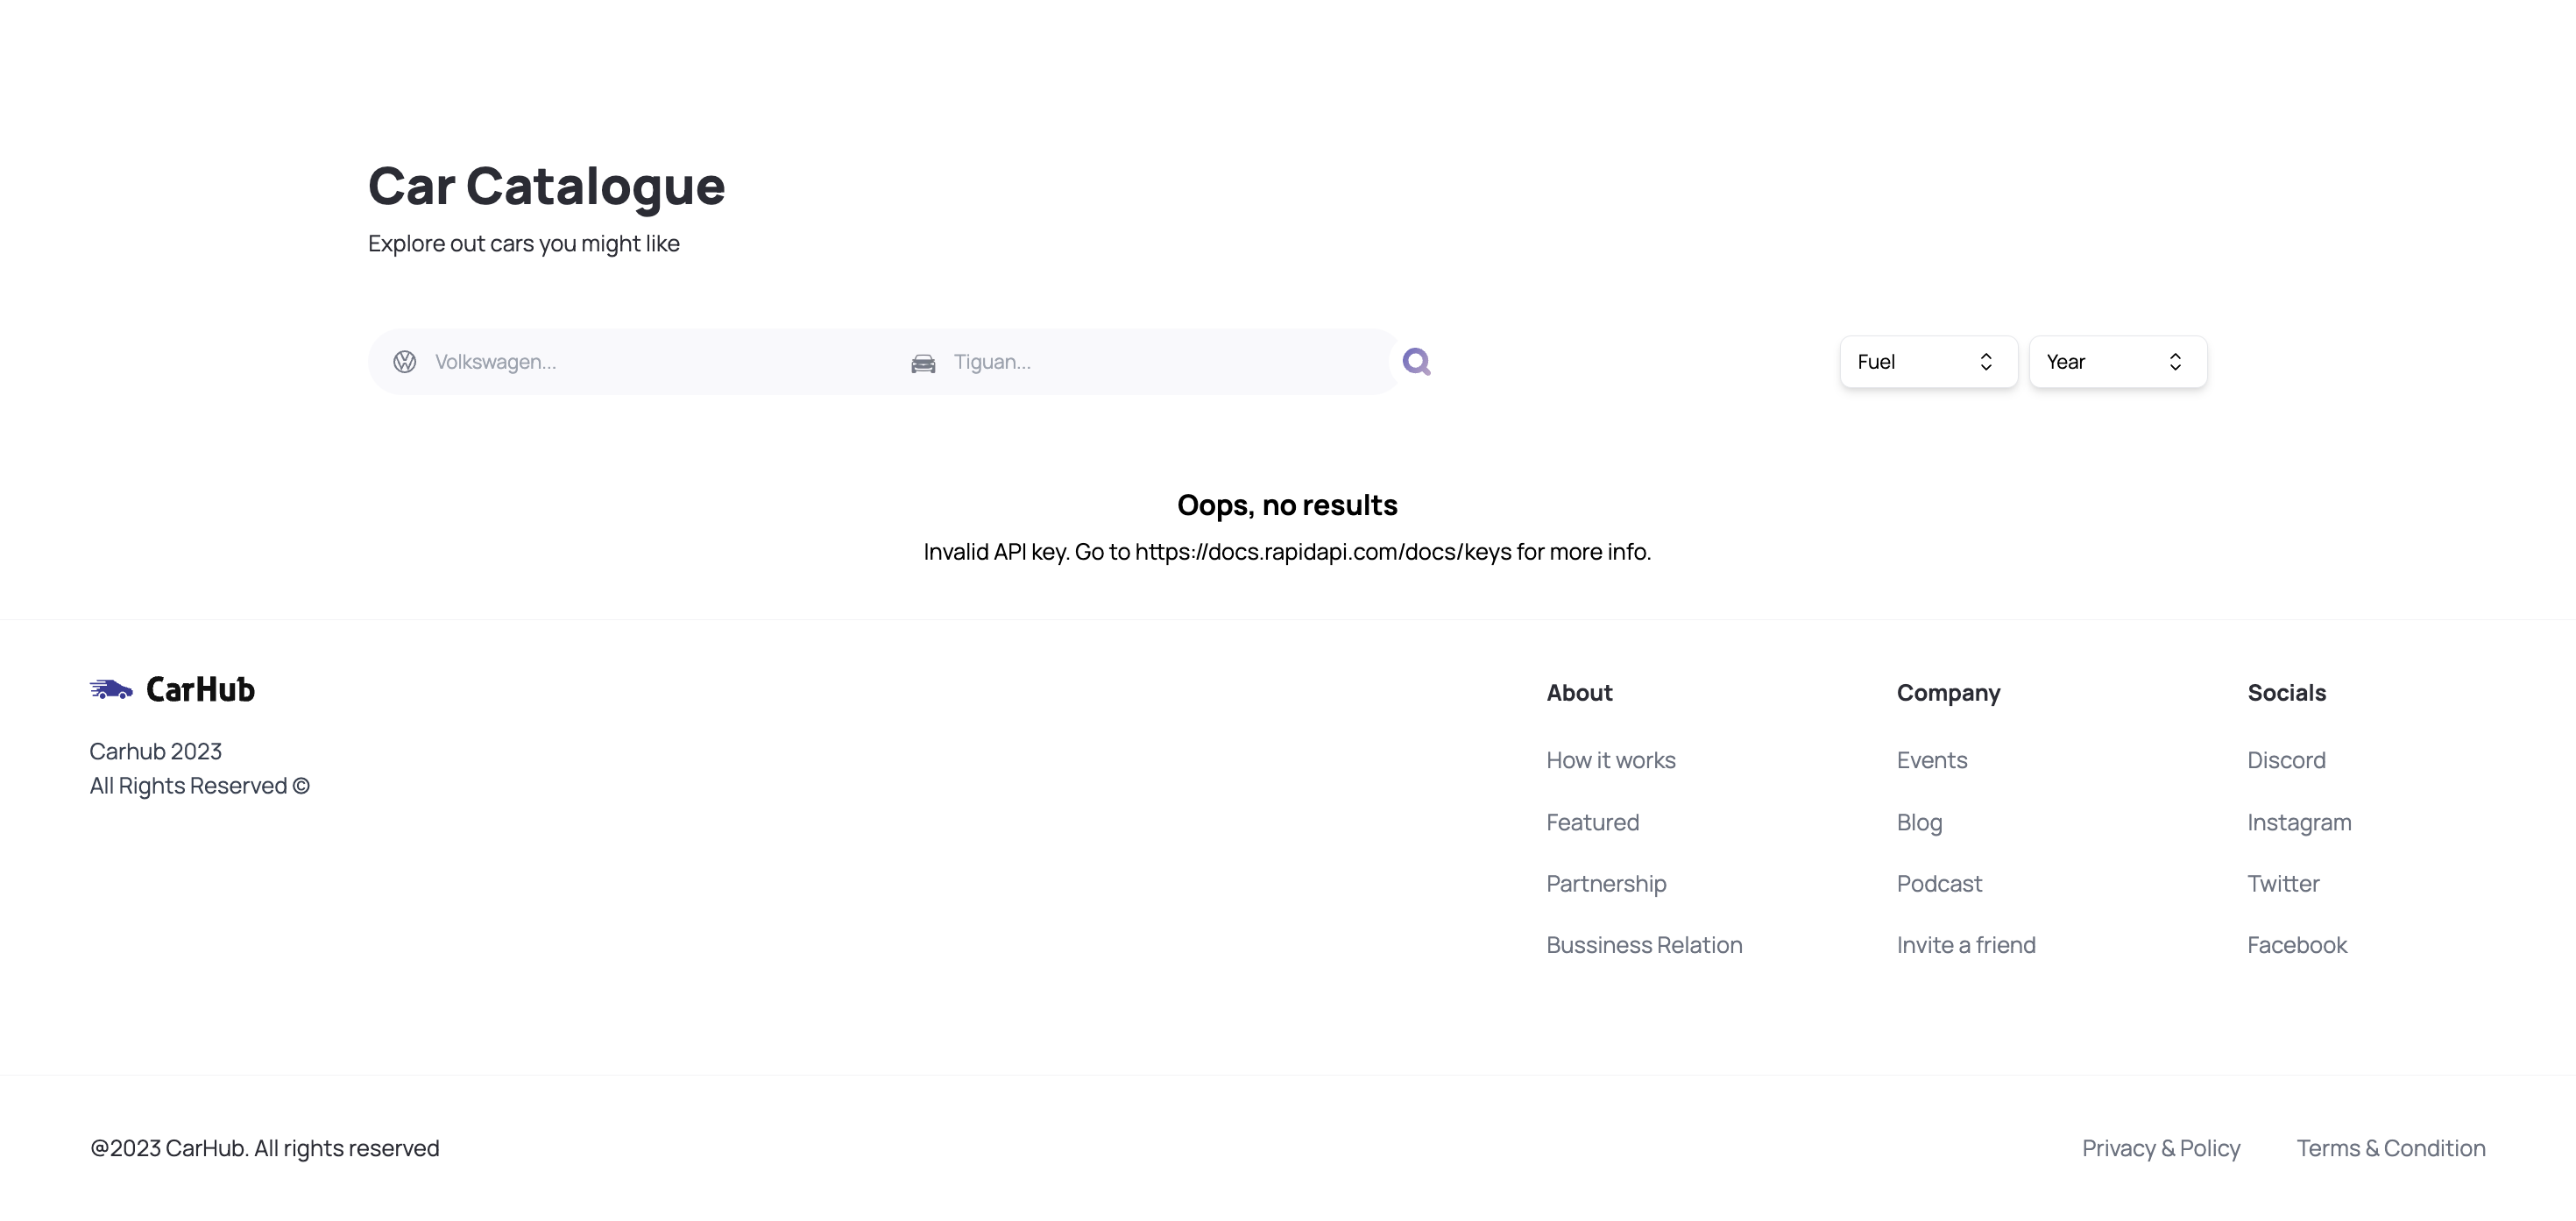 Car Catalogue
Explore out cars you might like
Volkswagen...
Tiguan...
Fuel
Year
Oops, no results
Invalid API key. Go to https://docs.rapidapi.com/docs/keys for more info.
CarHub
Carhub 2023
All Rights Reserved ©
About
How it works
Featured
Partnership
Bussiness Relation
Company
Events
Blog
Podcast
Invite a friend
Socials
Discord
Instagram
Twitter
Facebook
@2023 CarHub. All rights reserved
Privacy & Policy
Terms & Condition